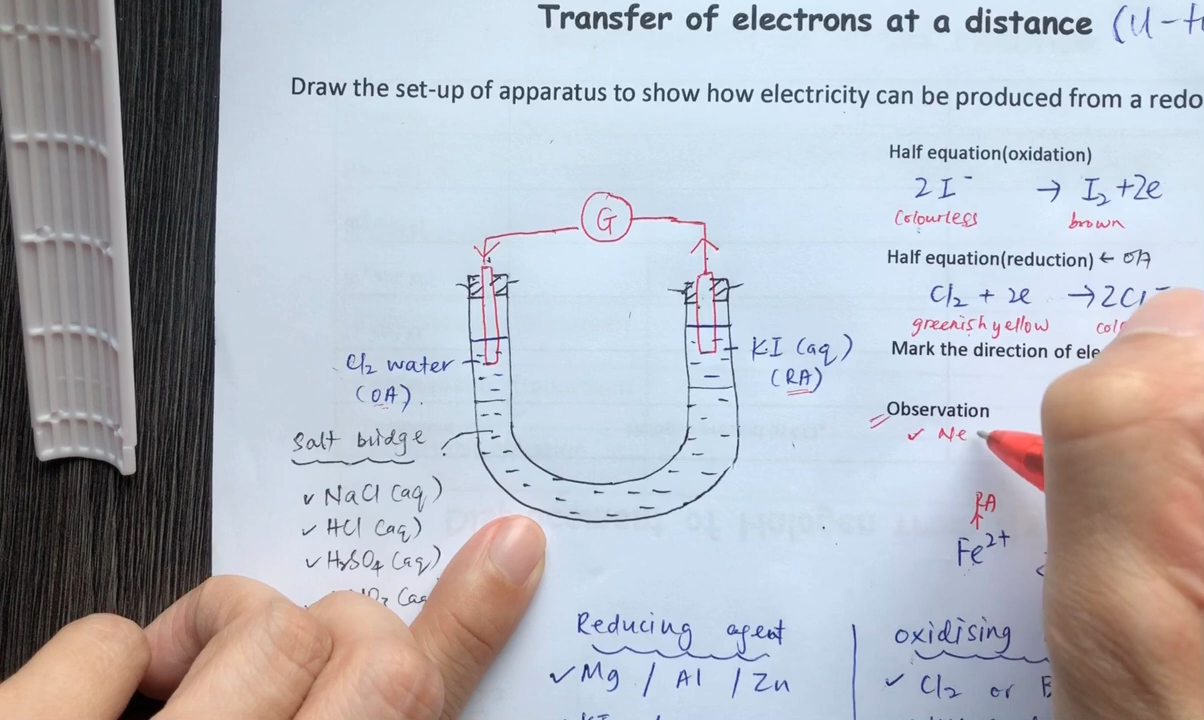 Transfer of electrons at a distance (U-t
Draw the set-up of apparatus to show how electricity can be produced from a redo
Half equation(oxidation)
2I⁻ → I₂ + 2e
colourless brown
G
Half equation(reduction) ← OA
Cl₂ + 2e → 2Cl⁻
greenish yellow col
Mark the direction of ele
Cl₂ water
(OA).
KI (aq)
(RA)
Observation
✓ Ne
Salt bridge
✓ NaCl (aq)
✓ HCl (aq)
✓ H₂SO₄ (aq)
RA
Fe²⁺
Reducing agent
✓ Mg / Al / Zn
oxidising
✓ Cl₂ or